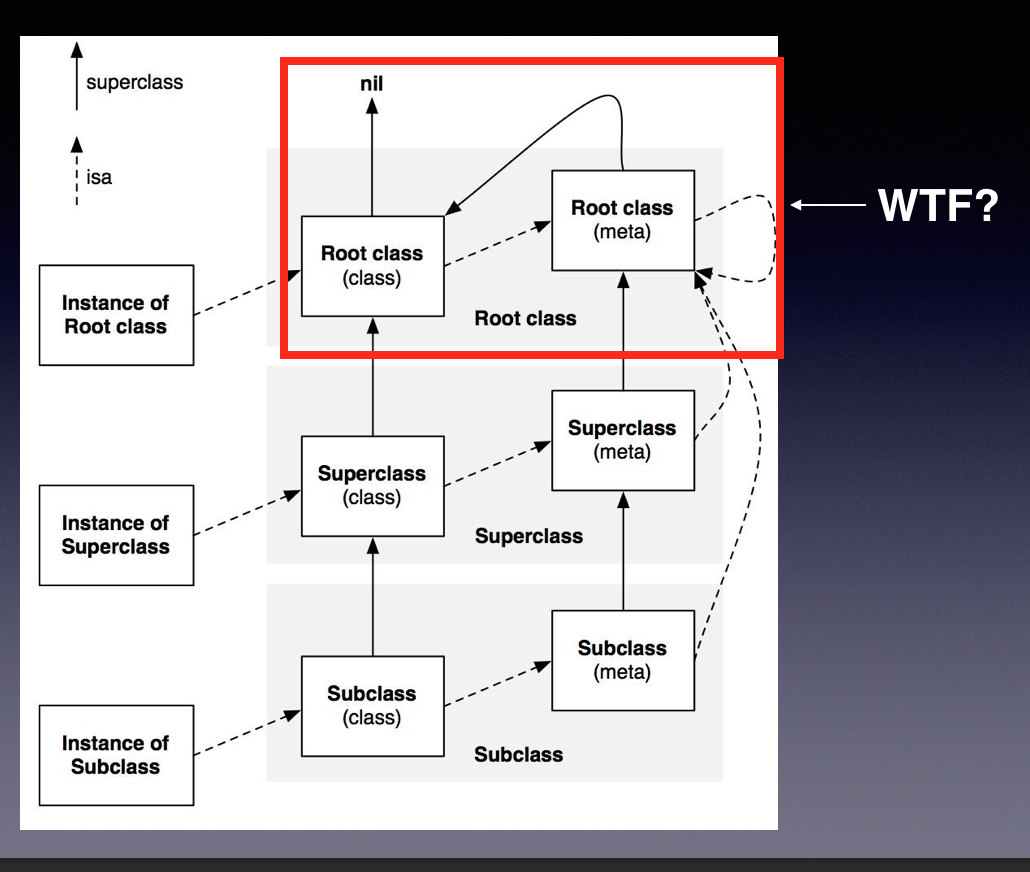 superclass
isa
nil
WTF?
Root class
(meta)
Root class
(class)
Instance of
Root class
Root class
Superclass
(meta)
Superclass
(class)
Instance of
Superclass
Superclass
Subclass
(meta)
Subclass
(class)
Instance of
Subclass
Subclass